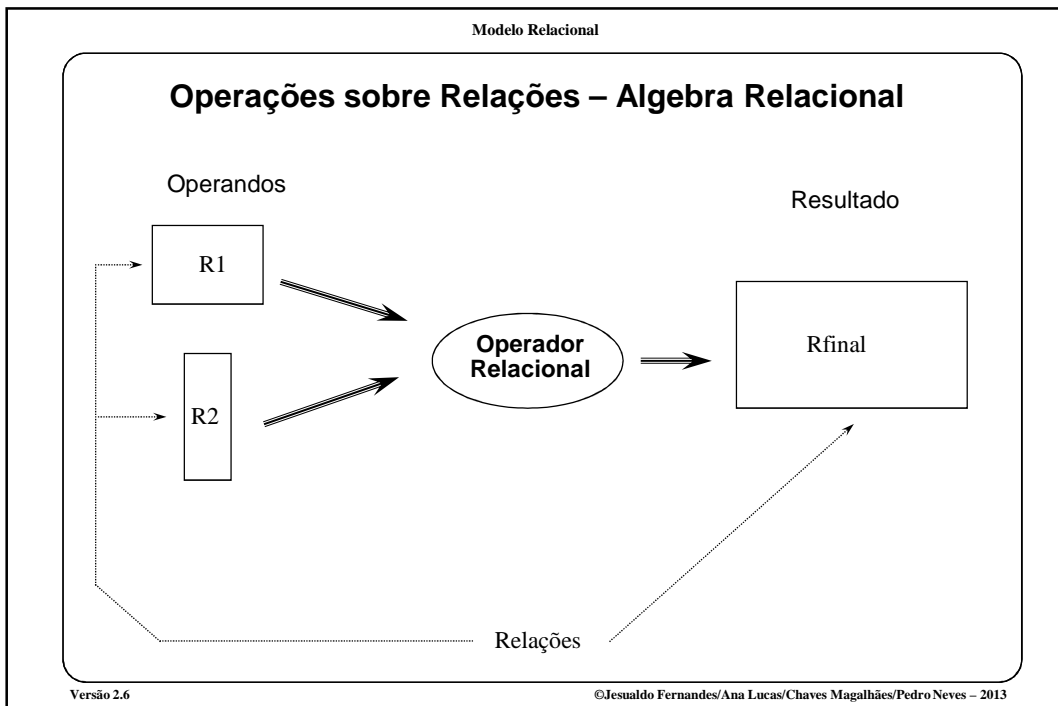 Modelo Relacional
Operações sobre Relações – Algebra Relacional
Operandos
Resultado
R1
R2
Operador
Relacional
Rfinal
Relações
Versão 2.6
©Jesualdo Fernandes/Ana Lucas/Chaves Magalhães/Pedro Neves – 2013